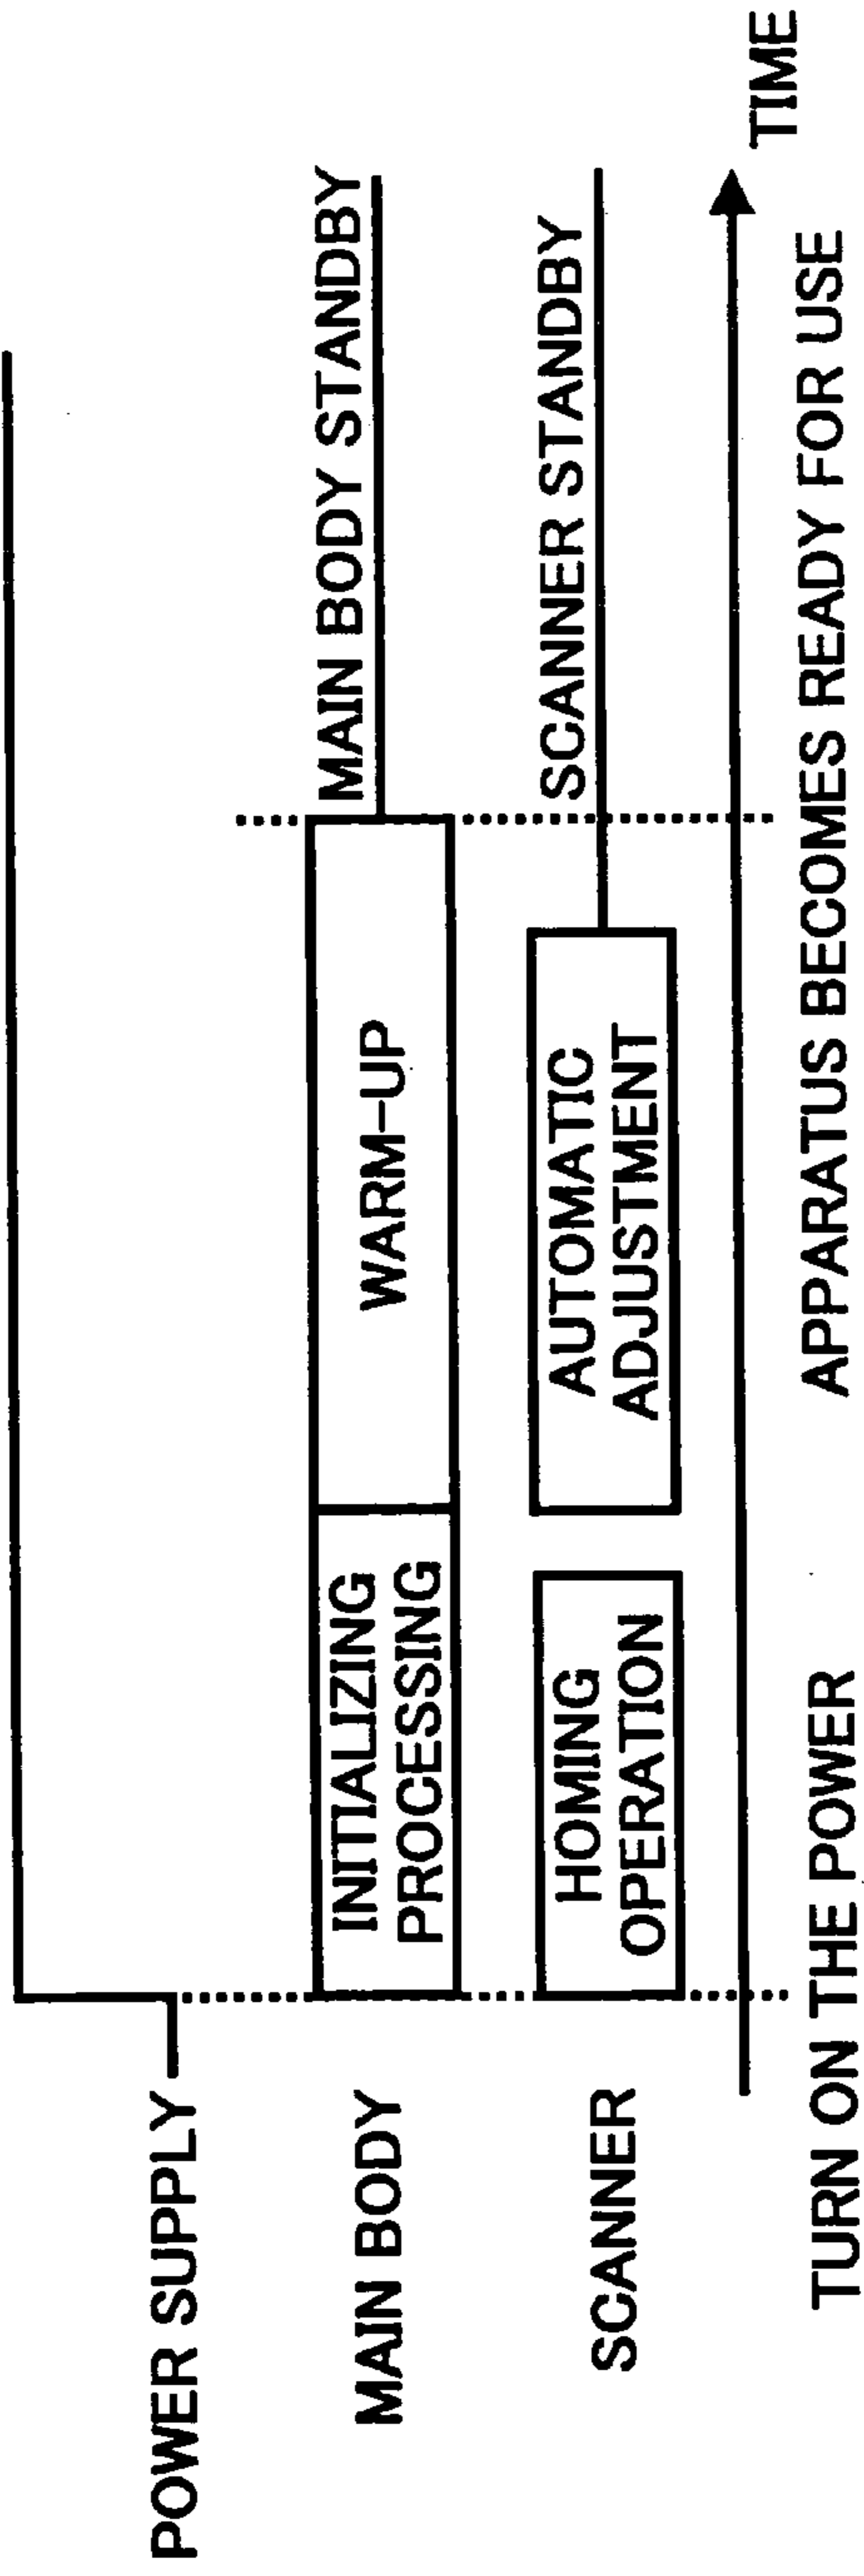 POWER SUPPLY
MAIN BODY
INITIALIZING
PROCESSING
WARM-UP
MAIN BODY STANDBY
SCANNER
HOMING
OPERATION
AUTOMATIC
ADJUSTMENT
SCANNER STANDBY
TIME
TURN ON THE POWER
APPARATUS BECOMES READY FOR USE